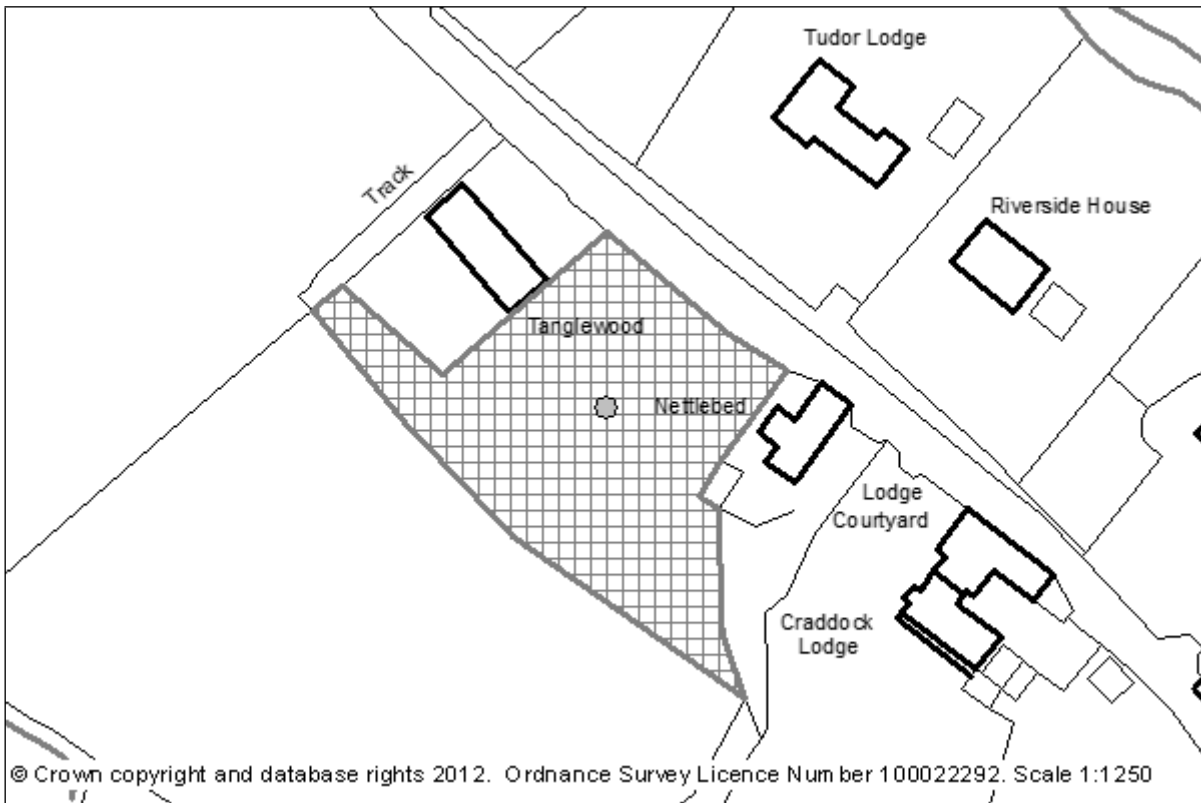 Tudor Lodge
Track
Riverside House
Tanglewood
Nettlebed
Lodge
Courtyard
Craddock
Lodge
© Crown copyright and database rights 2012. Ordnance Survey Licence Number 100022292. Scale 1:1250